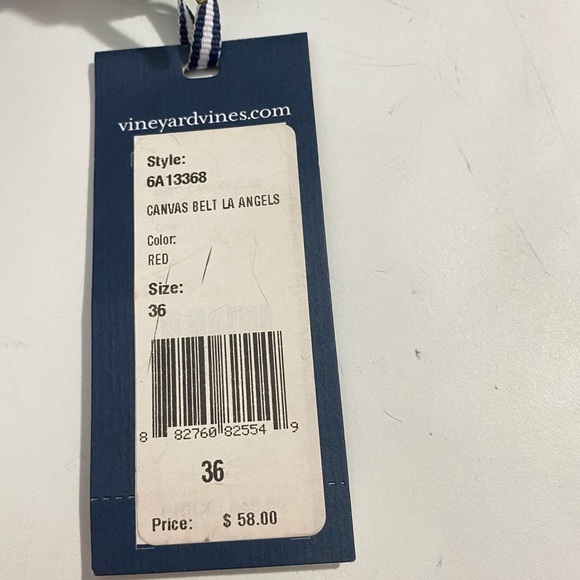 vineyardvines.com
Style:
6A13368
CANVAS BELT LA ANGELS
Color:
RED
Size:
36
8 82760 82554 9
36
Price: $ 58.00